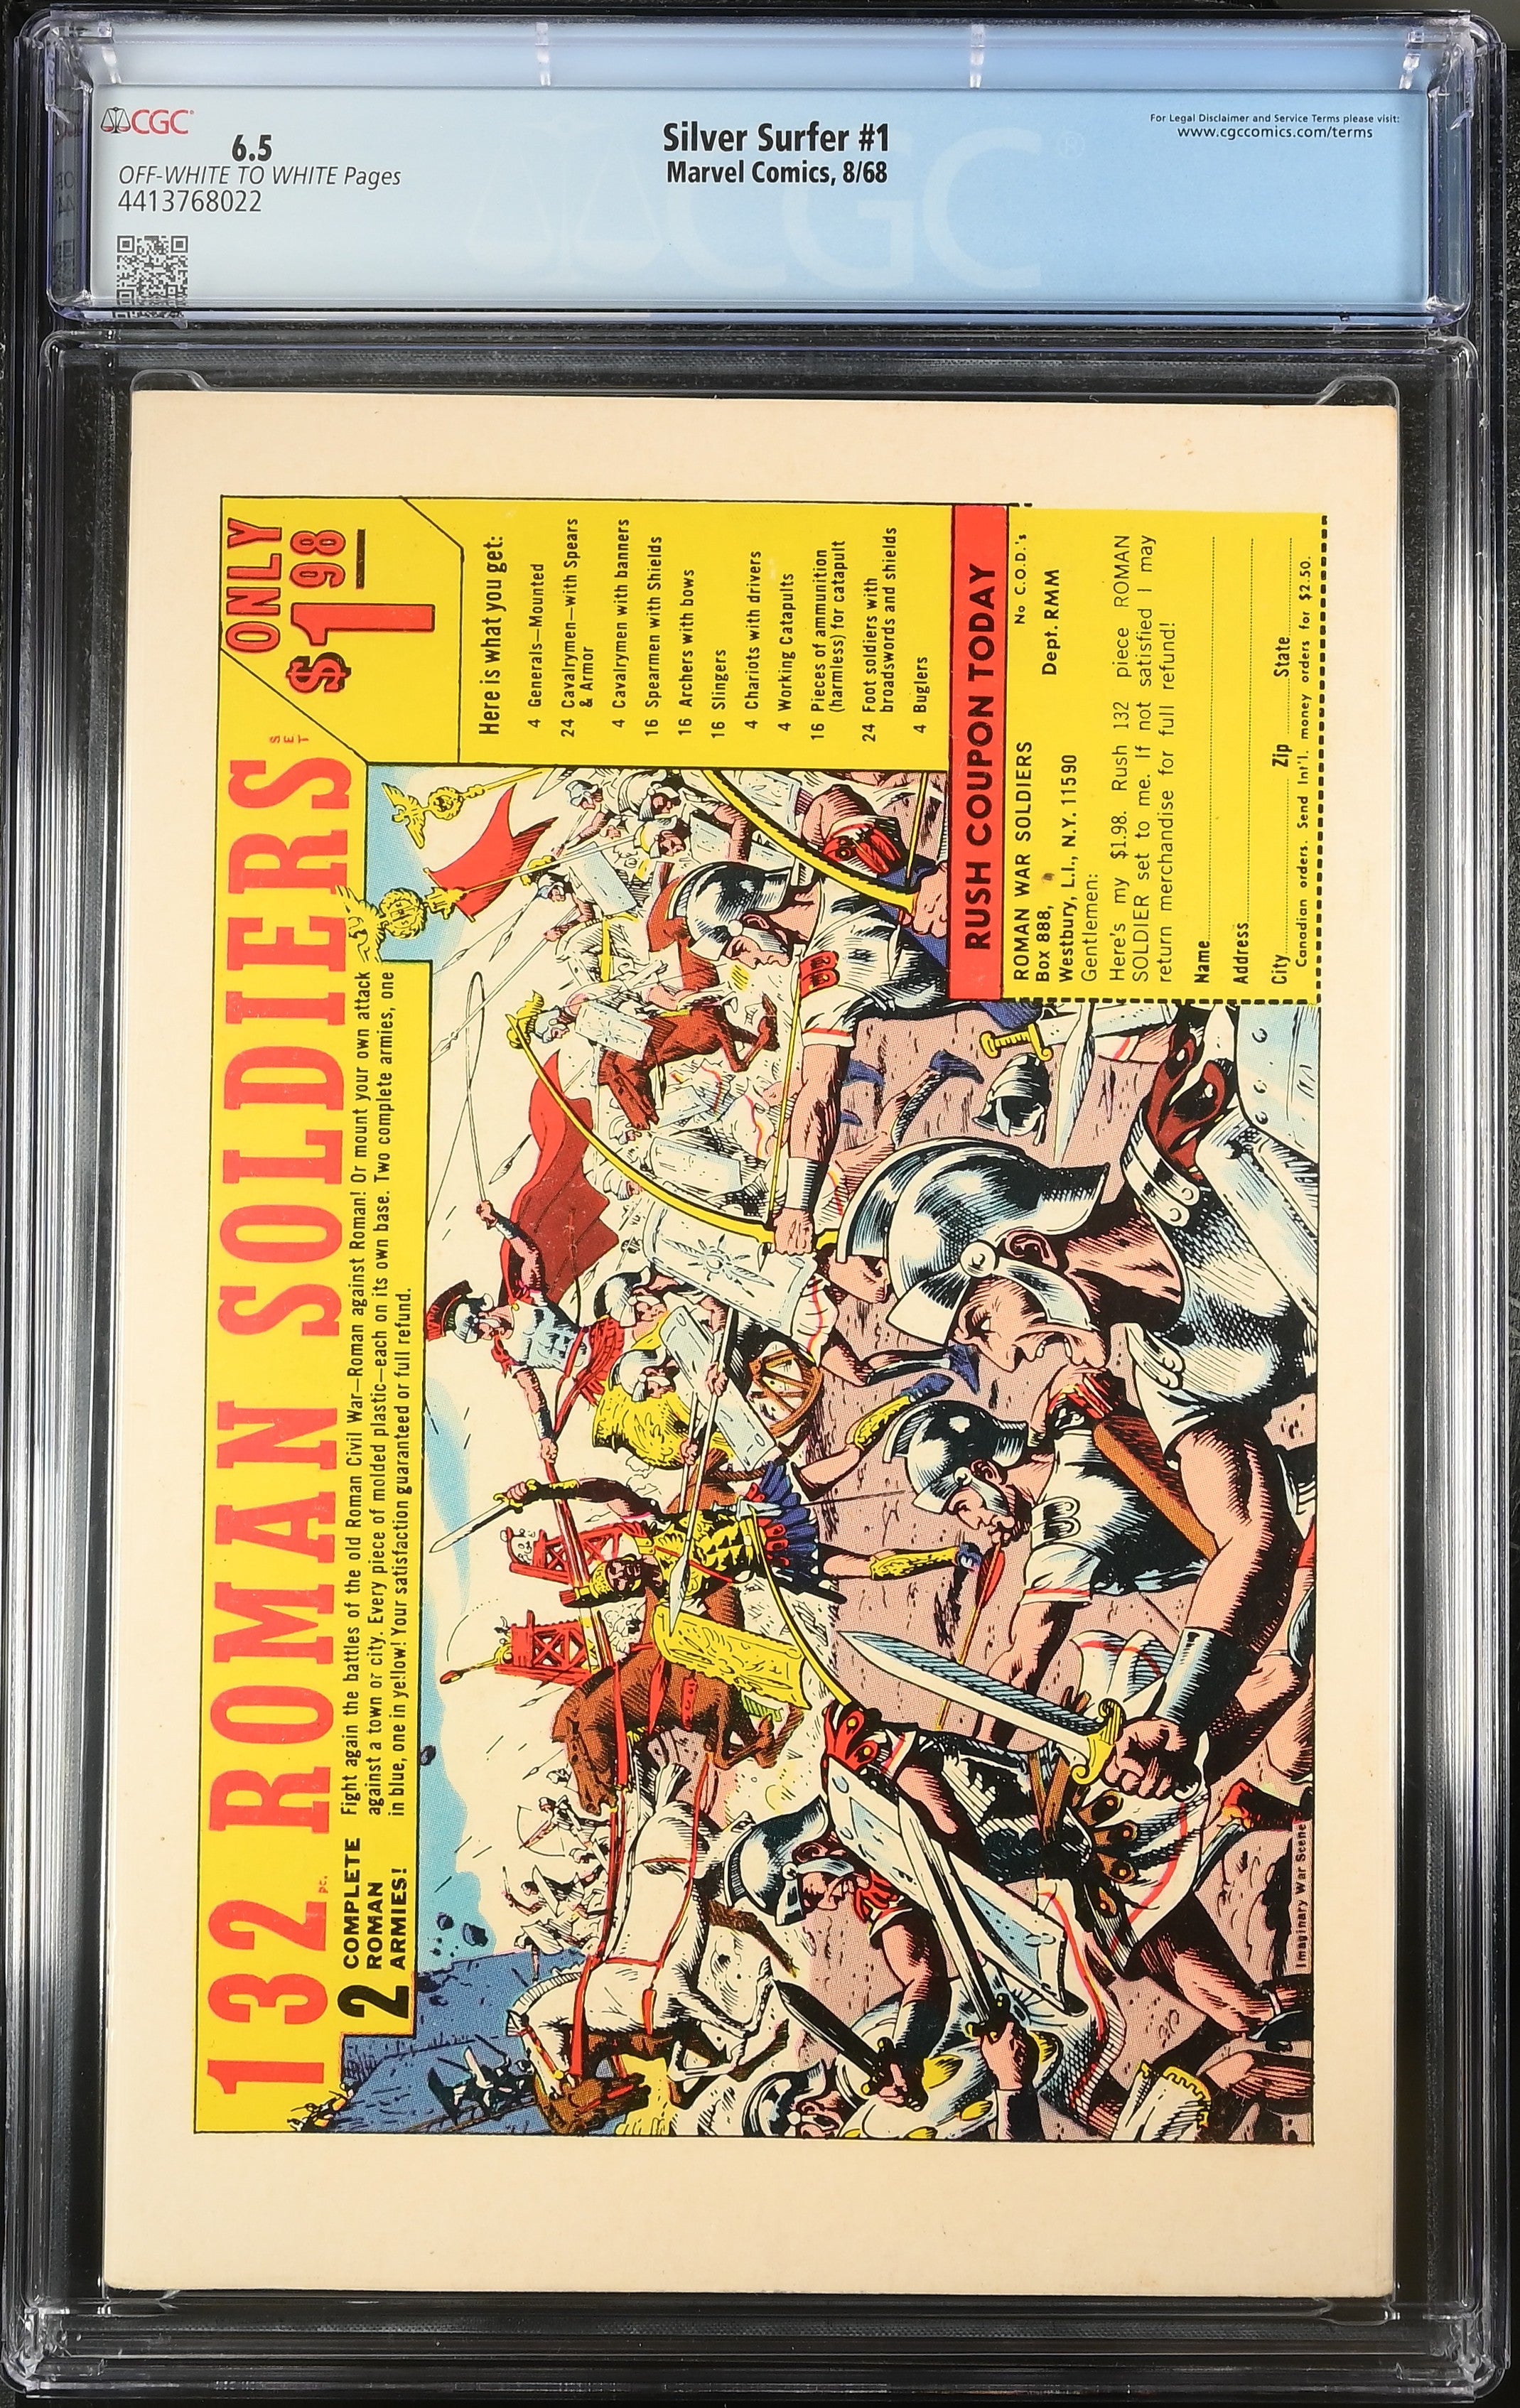 CGC
6.5
OFF-WHITE TO WHITE Pages
4413768022
Silver Surfer #1
Marvel Comics, 8/68
For Legal Disclaimer and Service Terms please visit:
www.cgccomics.com/terms
CGC
132 pc. ROMAN SOLDIERS SET
ONLY
$1 98
2 COMPLETE
ROMAN
ARMIES!
Fight again the battles of the old Roman Civil War—Roman against Roman! Or mount your own attack
against a town or city. Every piece of molded plastic—each on its own base. Two complete armies, one
in blue, one in yellow! Your satisfaction guaranteed or full refund.
Here is what you get:
4 Generals—Mounted
24 Cavalrymen—with Spears
& Armor
4 Cavalrymen with banners
16 Spearmen with Shields
16 Archers with bows
16 Slingers
4 Chariots with drivers
4 Working Catapults
16 Pieces of ammunition
(harmless) for catapult
24 Foot soldiers with
broadswords and shields
4 Buglers
RUSH COUPON TODAY
ROMAN WAR SOLDIERS No C.O.D.'s
Box 888, Dept. RMM
Westbury, L.I., N.Y. 11590
Gentlemen:
Here's my $1.98. Rush 132 piece ROMAN
SOLDIER set to me. If not satisfied I may
return merchandise for full refund!
Name
Address
City Zip State
Canadian orders. Send Int'l. money orders for $2.50.
Imaginary War Scene